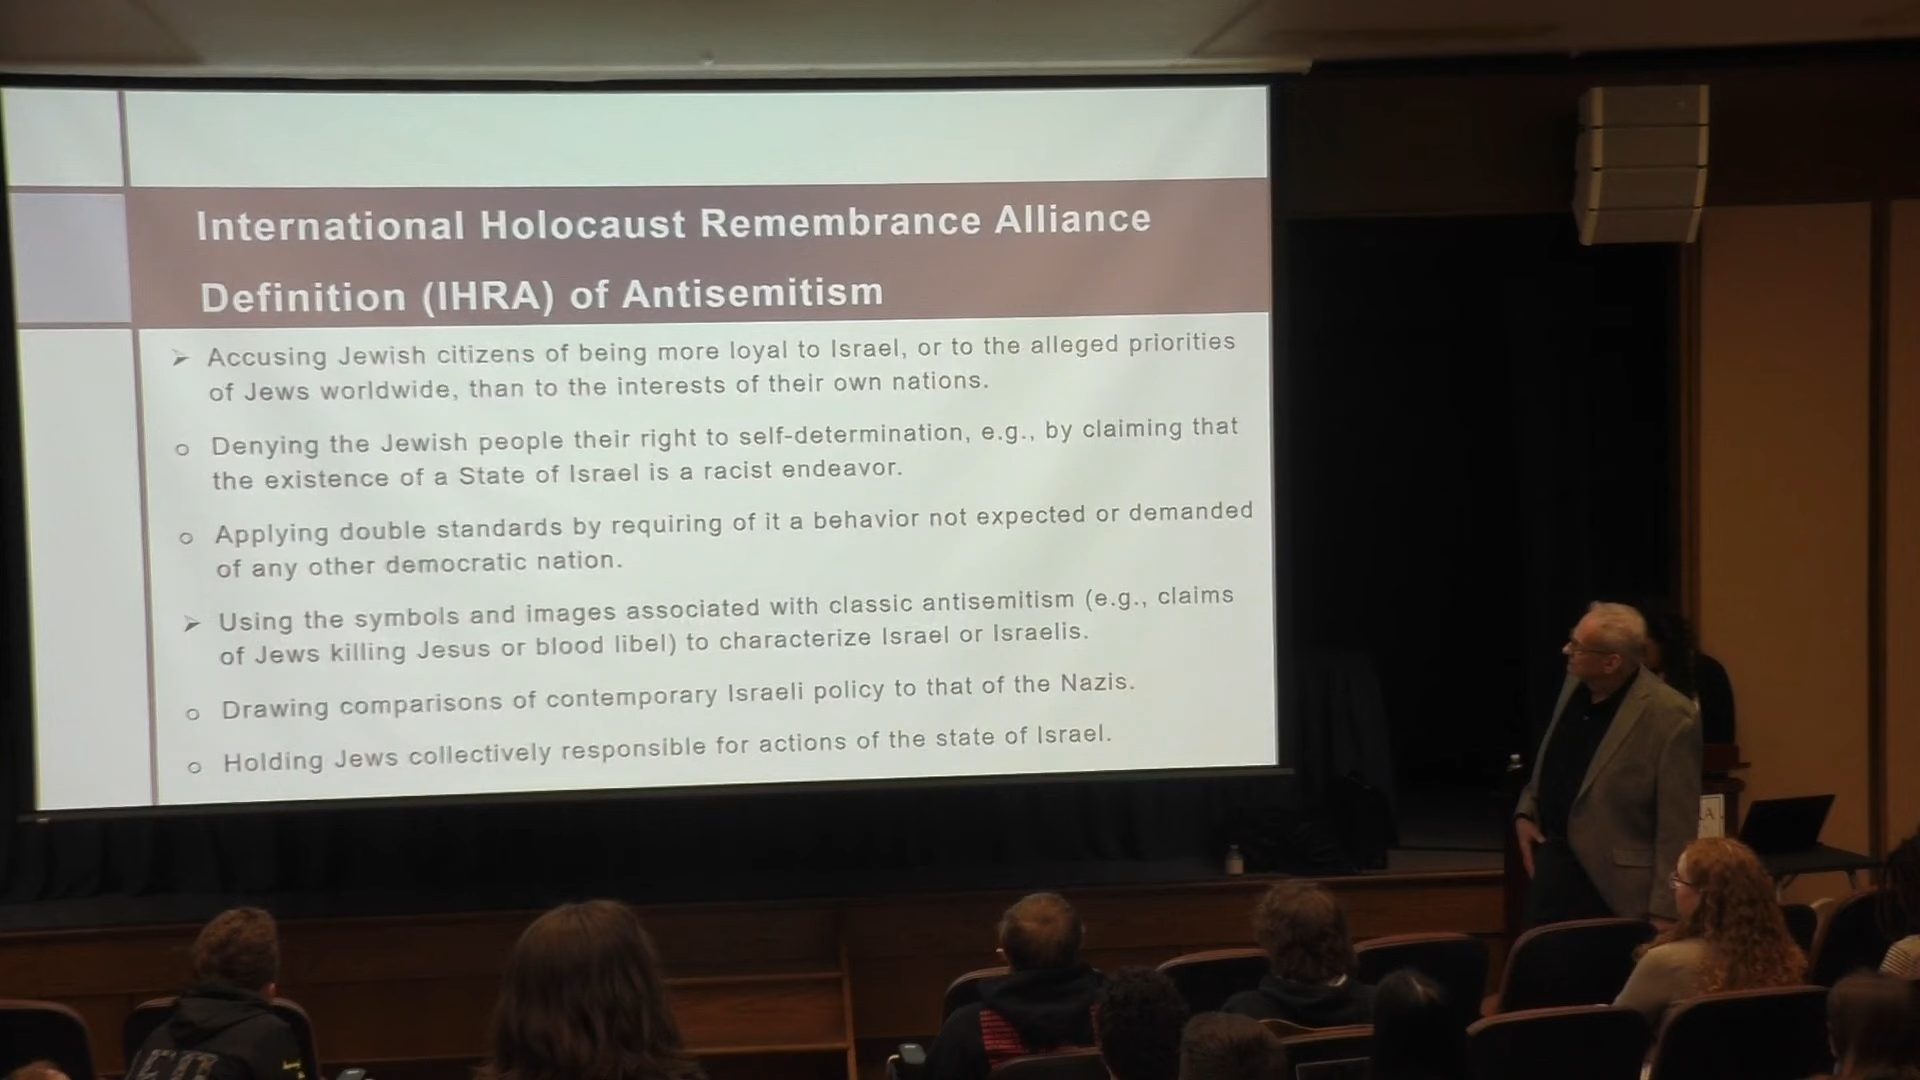 International Holocaust Remembrance Alliance
Definition (IHRA) of Antisemitism
➢ Accusing Jewish citizens of being more loyal to Israel, or to the alleged priorities
of Jews worldwide, than to the interests of their own nations.
o Denying the Jewish people their right to self-determination, e.g., by claiming that
the existence of a State of Israel is a racist endeavor.
o Applying double standards by requiring of it a behavior not expected or demanded
of any other democratic nation.
➢ Using the symbols and images associated with classic antisemitism (e.g., claims
of Jews killing Jesus or blood libel) to characterize Israel or Israelis.
o Drawing comparisons of contemporary Israeli policy to that of the Nazis.
o Holding Jews collectively responsible for actions of the state of Israel.